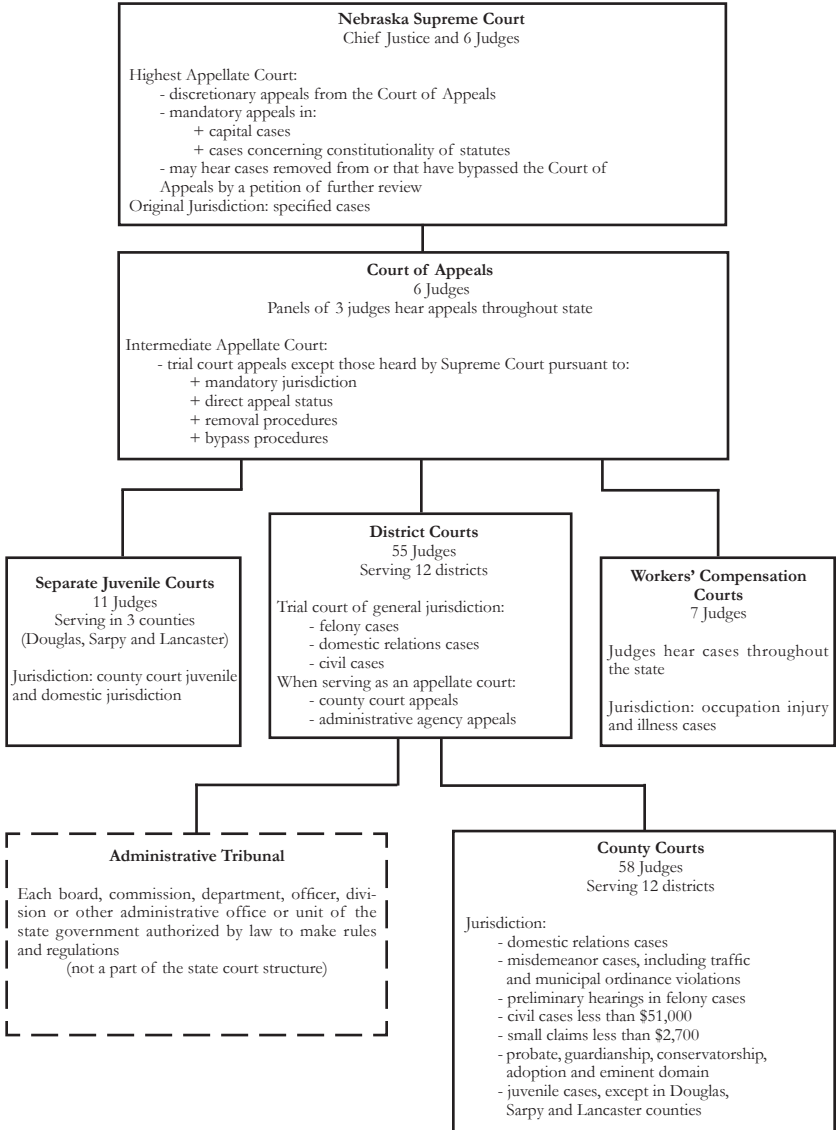 Nebraska Supreme Court
Chief Justice and 6 Judges
Highest Appellate Court:
- discretionary appeals from the Court of Appeals
- mandatory appeals in:
+ capital cases
+ cases concerning constitutionality of statutes
- may hear cases removed from or that have bypassed the Court of
Appeals by a petition of further review
Original Jurisdiction: specified cases
Court of Appeals
6 Judges
Panels of 3 judges hear appeals throughout state
Intermediate Appellate Court:
- trial court appeals except those heard by Supreme Court pursuant to:
+ mandatory jurisdiction
+ direct appeal status
+ removal procedures
+ bypass procedures
Separate Juvenile Courts
11 Judges
Serving in 3 counties
(Douglas, Sarpy and Lancaster)
Jurisdiction: county court juvenile
and domestic jurisdiction
District Courts
55 Judges
Serving 12 districts
Trial court of general jurisdiction:
- felony cases
- domestic relations cases
- civil cases
When serving as an appellate court:
- county court appeals
- administrative agency appeals
Workers' Compensation
Courts
7 Judges
Judges hear cases throughout
the state
Jurisdiction: occupation injury
and illness cases
Administrative Tribunal
Each board, commission, department, officer, divi-
sion or other administrative office or unit of the
state government authorized by law to make rules
and regulations
(not a part of the state court structure)
County Courts
58 Judges
Serving 12 districts
Jurisdiction:
- domestic relations cases
- misdemeanor cases, including traffic
and municipal ordinance violations
- preliminary hearings in felony cases
- civil cases less than $51,000
- small claims less than $2,700
- probate, guardianship, conservatorship,
adoption and eminent domain
- juvenile cases, except in Douglas,
Sarpy and Lancaster counties